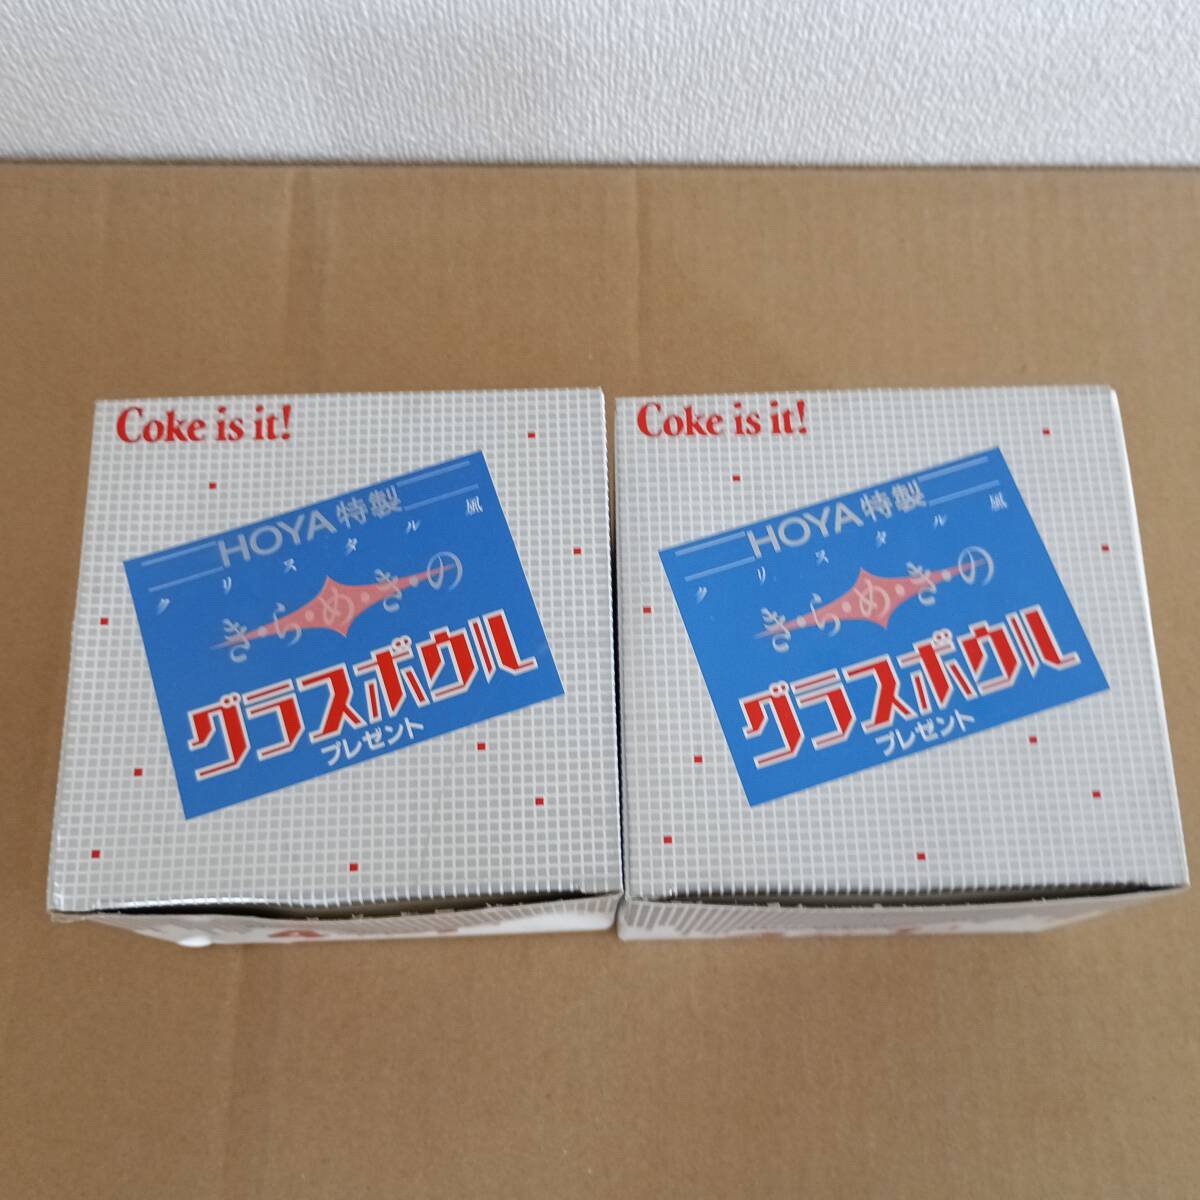 Coke is it!
HOYA特製
クリスタル風
き・ら・め・き・の
グラスボウル
プレゼント
Coke is it!
HOYA特製
クリスタル風
き・ら・め・き・の
グラスボウル
プレゼント